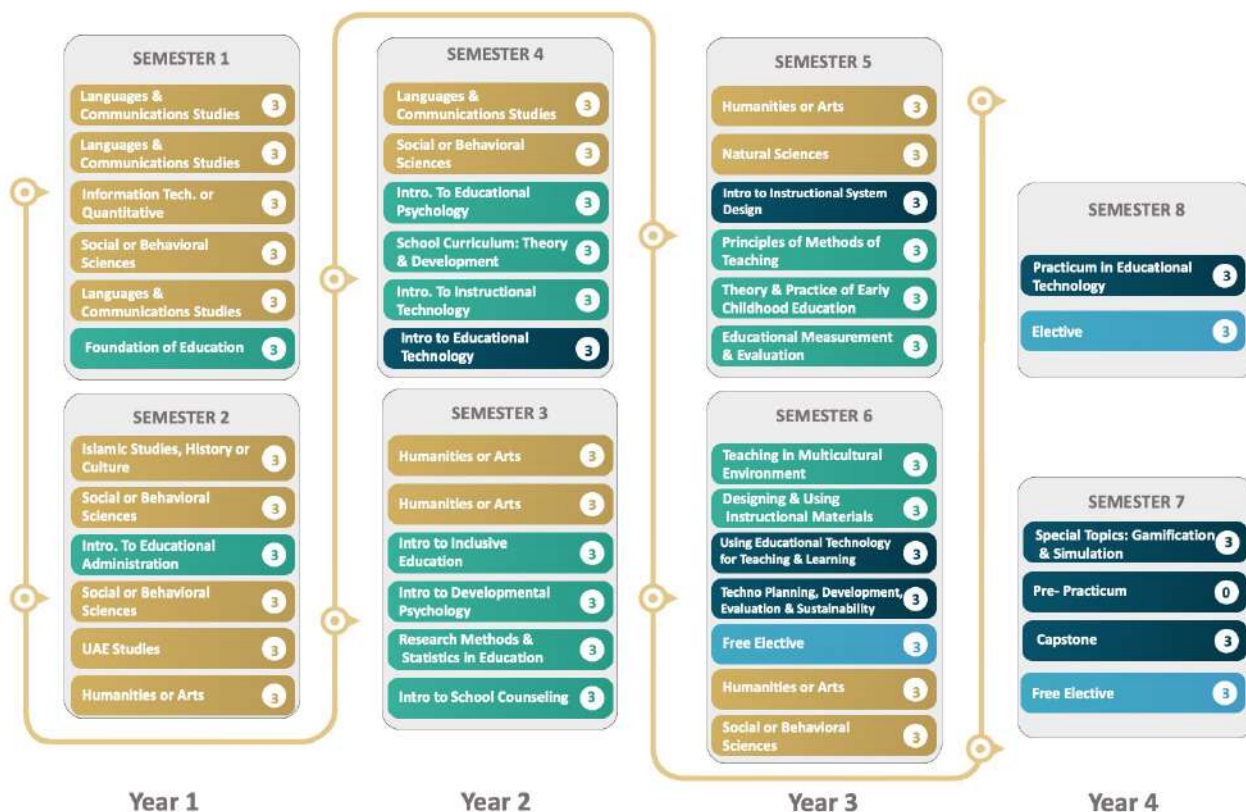 SEMESTER 1
Languages &
Communications Studies 3
Languages &
Communications Studies 3
Information Tech. or
Quantitative 3
Social or Behavioral
Sciences 3
Languages &
Communications Studies 3
Foundation of Education 3
SEMESTER 2
Islamic Studies, History or
Culture 3
Social or Behavioral
Sciences 3
Intro. To Educational
Administration 3
Social or Behavioral
Sciences 3
UAE Studies 3
Humanities or Arts 3
Year 1
SEMESTER 4
Languages &
Communications Studies 3
Social or Behavioral
Sciences 3
Intro. To Educational
Psychology 3
School Curriculum: Theory
& Development 3
Intro. To Instructional
Technology 3
Intro to Educational
Technology 3
SEMESTER 3
Humanities or Arts 3
Humanities or Arts 3
Intro to Inclusive
Education 3
Intro to Developmental
Psychology 3
Research Methods &
Statistics in Education 3
Intro to School Counseling 3
Year 2
SEMESTER 5
Humanities or Arts 3
Natural Sciences 3
Intro to Instructional System
Design 3
Principles of Methods of
Teaching 3
Theory & Practice of Early
Childhood Education 3
Educational Measurement
& Evaluation 3
SEMESTER 6
Teaching in Multicultural
Environment 3
Designing & Using
Instructional Materials 3
Using Educational Technology
for Teaching & Learning 3
Techno Planning, Development,
Evaluation & Sustainability 3
Free Elective 3
Humanities or Arts 3
Social or Behavioral
Sciences 3
Year 3
SEMESTER 8
Practicum in Educational
Technology 3
Elective 3
SEMESTER 7
Special Topics: Gamification
& Simulation 3
Pre- Practicum 0
Capstone 3
Free Elective 3
Year 4